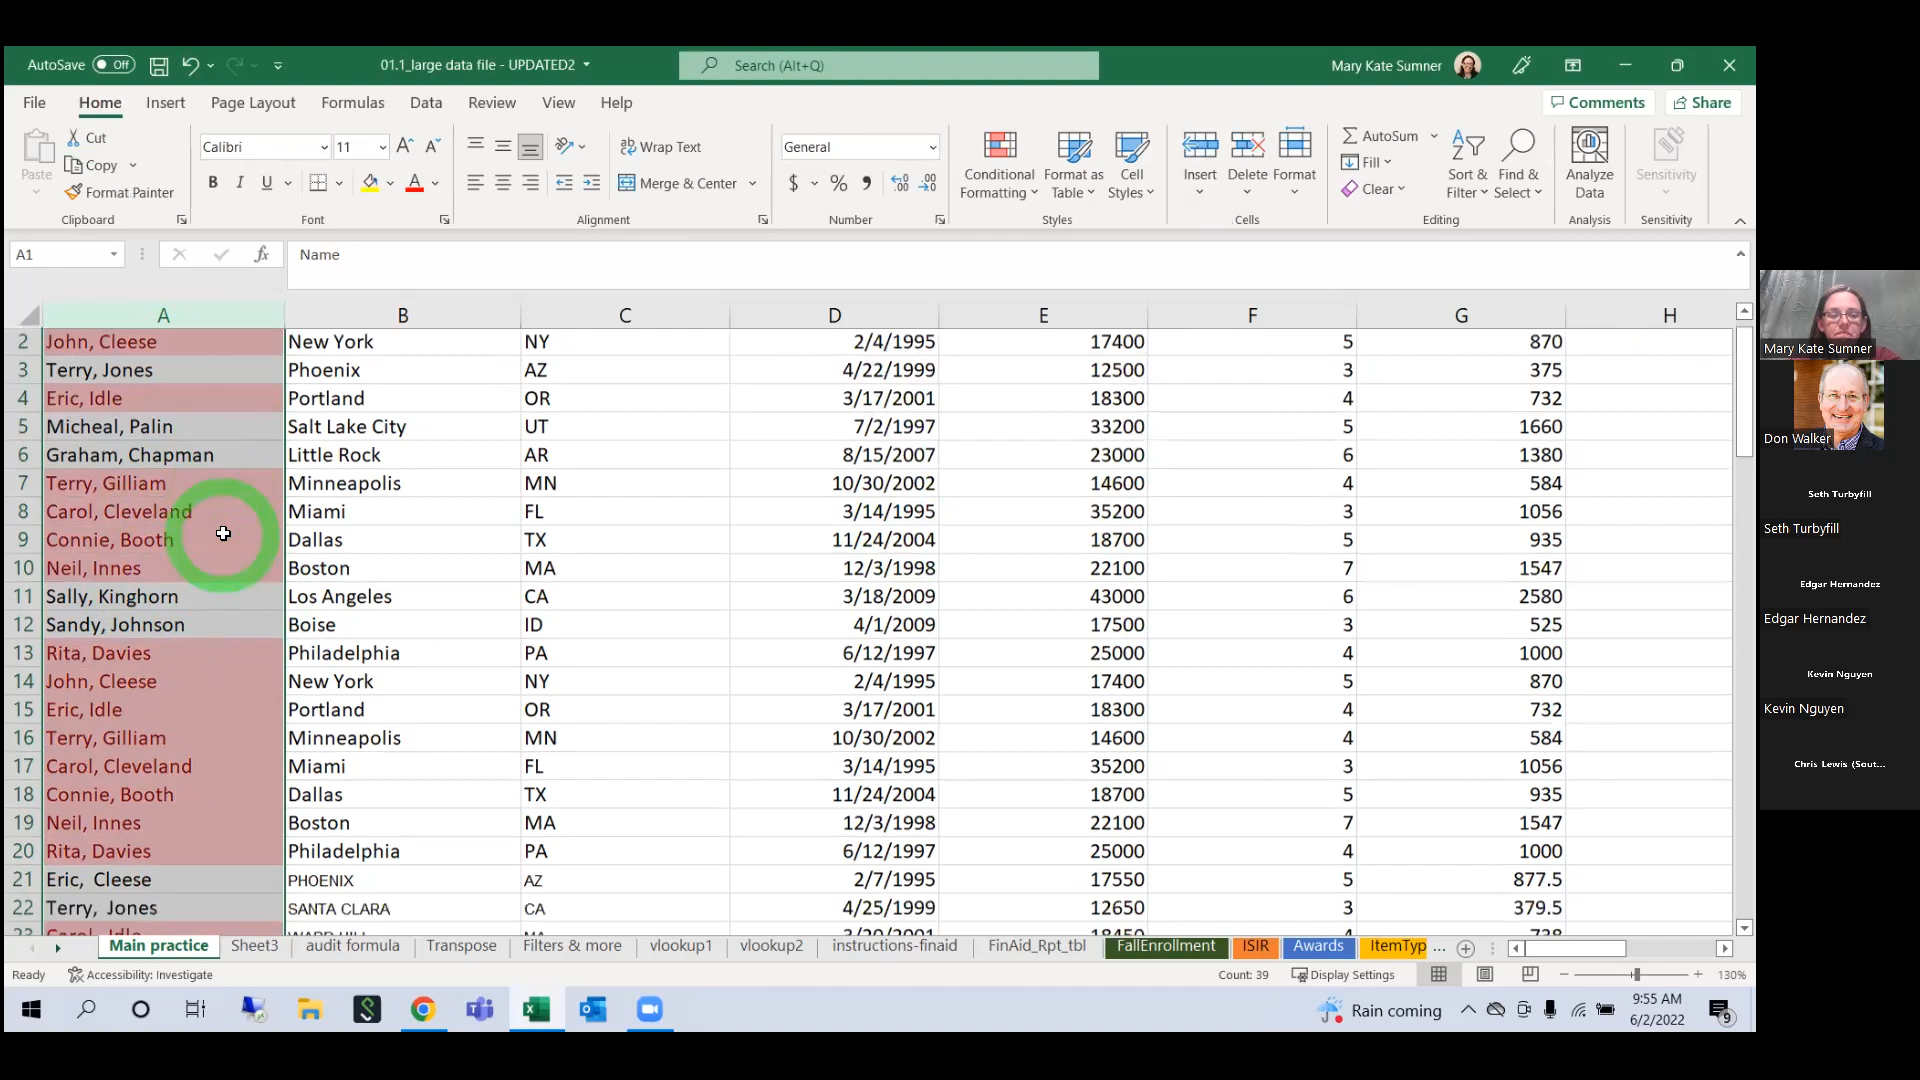 AutoSave Off 01.1_large data file - UPDATED2 Search (Alt+Q) Mary Kate Sumner
File Home Insert Page Layout Formulas Data Review View Help Comments Share
Paste Cut Copy Format Painter Clipboard
Calibri 11 B I U A Font
Wrap Text Merge & Center Alignment
General $ % Number
Conditional Formatting Format as Table Cell Styles Styles
Insert Delete Format Cells
AutoSum Fill Clear Sort & Filter Find & Select Editing
Analyze Data Analysis
Sensitivity Sensitivity
A1 fx Name
A B C D E F G H
2 John, Cleese New York NY 2/4/1995 17400 5 870
3 Terry, Jones Phoenix AZ 4/22/1999 12500 3 375
4 Eric, Idle Portland OR 3/17/2001 18300 4 732
5 Micheal, Palin Salt Lake City UT 7/2/1997 33200 5 1660
6 Graham, Chapman Little Rock AR 8/15/2007 23000 6 1380
7 Terry, Gilliam Minneapolis MN 10/30/2002 14600 4 584
8 Carol, Cleveland Miami FL 3/14/1995 35200 3 1056
9 Connie, Booth Dallas TX 11/24/2004 18700 5 935
10 Neil, Innes Boston MA 12/3/1998 22100 7 1547
11 Sally, Kinghorn Los Angeles CA 3/18/2009 43000 6 2580
12 Sandy, Johnson Boise ID 4/1/2009 17500 3 525
13 Rita, Davies Philadelphia PA 6/12/1997 25000 4 1000
14 John, Cleese New York NY 2/4/1995 17400 5 870
15 Eric, Idle Portland OR 3/17/2001 18300 4 732
16 Terry, Gilliam Minneapolis MN 10/30/2002 14600 4 584
17 Carol, Cleveland Miami FL 3/14/1995 35200 3 1056
18 Connie, Booth Dallas TX 11/24/2004 18700 5 935
19 Neil, Innes Boston MA 12/3/1998 22100 7 1547
20 Rita, Davies Philadelphia PA 6/12/1997 25000 4 1000
21 Eric, Cleese PHOENIX AZ 2/7/1995 17550 5 877.5
22 Terry, Jones SANTA CLARA CA 4/25/1999 12650 3 379.5
Main practice Sheet3 audit formula Transpose Filters & more vlookup1 vlookup2 instructions-finaid FinAid_Rpt_tbl FallEnrollment ISIR Awards ItemTyp ...
Ready Accessibility: Investigate Count: 39 Display Settings 130%
Rain coming 9:55 AM
6/2/2022 9
Mary Kate Sumner
Don Walker
Seth Turbyfill
Seth Turbyfill
Edgar Hernandez
Edgar Hernandez
Kevin Nguyen
Kevin Nguyen
Chris Lewis (Sout...